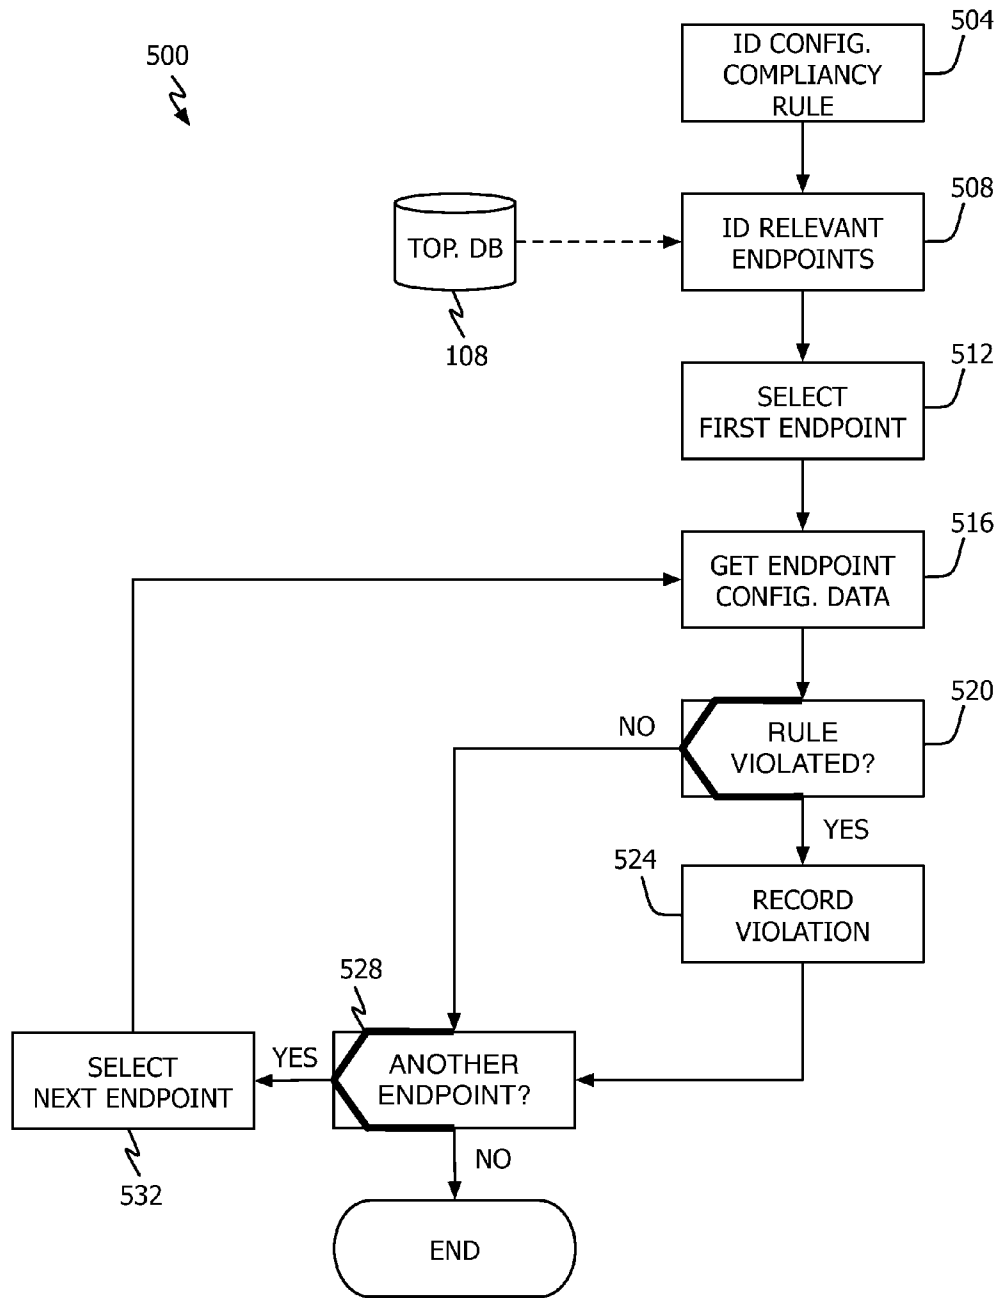 500
504
ID CONFIG.
COMPLIANCY
RULE
508
TOP. DB
ID RELEVANT
ENDPOINTS
108
512
SELECT
FIRST ENDPOINT
516
GET ENDPOINT
CONFIG. DATA
520
NO
RULE
VIOLATED?
YES
524
RECORD
VIOLATION
528
SELECT
NEXT ENDPOINT
YES
ANOTHER
ENDPOINT?
532
NO
END